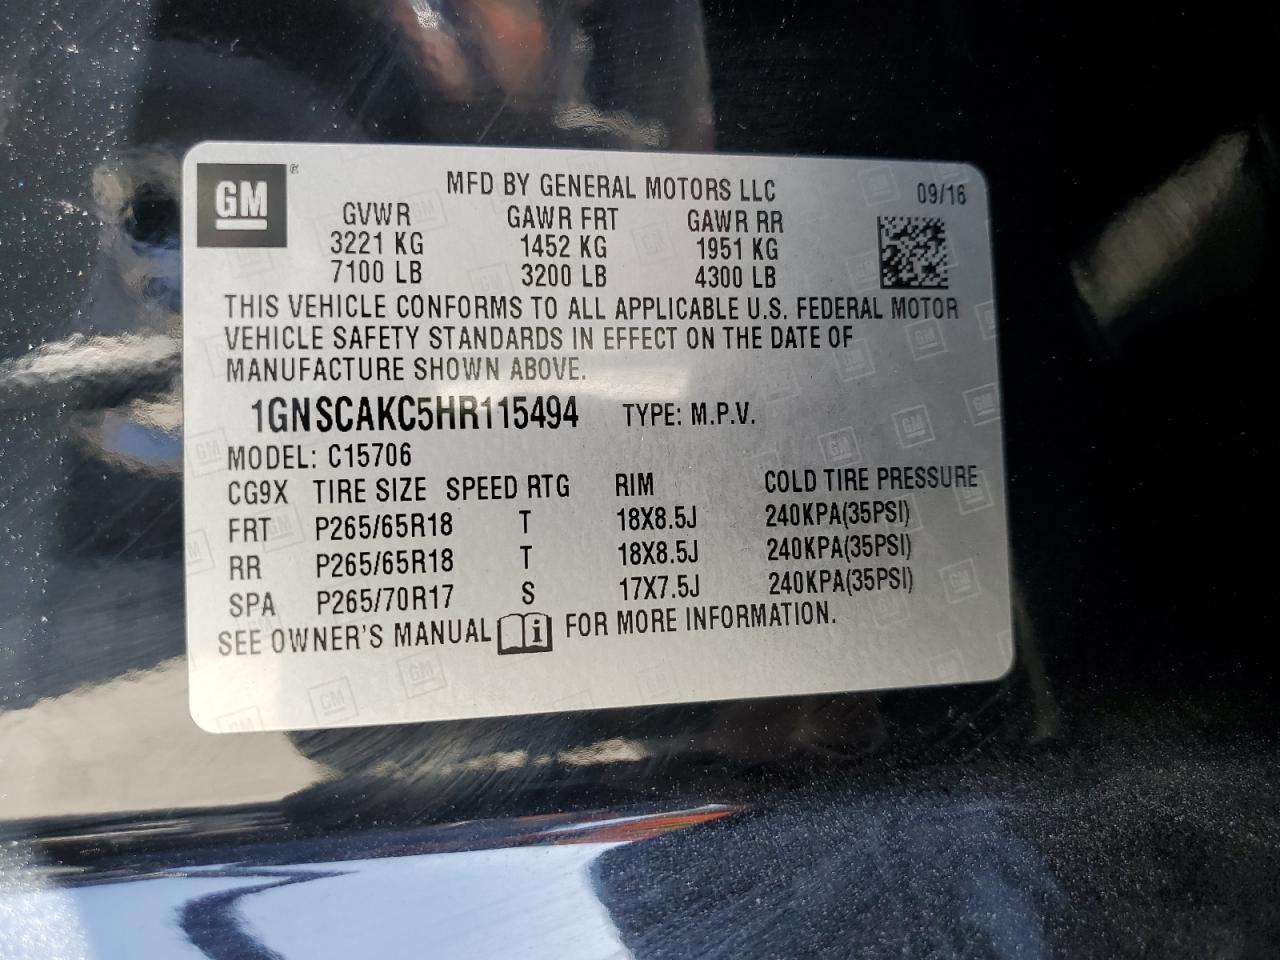 GM®
MFD BY GENERAL MOTORS LLC 09/16
GVWR GAWR FRT GAWR RR
3221 KG 1452 KG 1951 KG
7100 LB 3200 LB 4300 LB
THIS VEHICLE CONFORMS TO ALL APPLICABLE U.S. FEDERAL MOTOR
VEHICLE SAFETY STANDARDS IN EFFECT ON THE DATE OF
MANUFACTURE SHOWN ABOVE.
1GNSCAKC5HR115494 TYPE: M.P.V.
MODEL: C15706
CG9X TIRE SIZE SPEED RTG RIM COLD TIRE PRESSURE
FRT P265/65R18 T 18X8.5J 240KPA(35PSI)
RR P265/65R18 T 18X8.5J 240KPA(35PSI)
SPA P265/70R17 S 17X7.5J 240KPA(35PSI)
SEE OWNER'S MANUAL i FOR MORE INFORMATION.